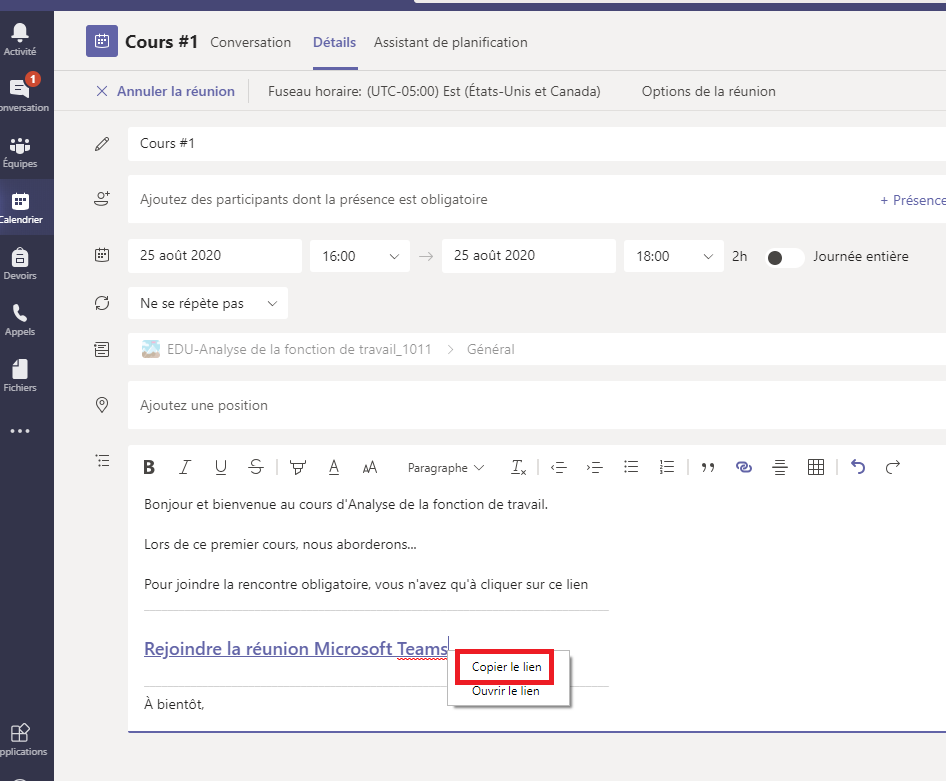 Activité
1
onversation
Équipes
Calendrier
Devoirs
Appels
Fichiers
pplications
Cours #1 Conversation Détails Assistant de planification
Annuler la réunion Fuseau horaire: (UTC-05:00) Est (États-Unis et Canada) Options de la réunion
Cours #1
Ajoutez des participants dont la présence est obligatoire + Présence
25 août 2020 16:00 → 25 août 2020 18:00 2h Journée entière
Ne se répète pas
EDU-Analyse de la fonction de travail_1011 > Général
Ajoutez une position
B I U S A AA Paragraphe Tx
Bonjour et bienvenue au cours d'Analyse de la fonction de travail.
Lors de ce premier cours, nous aborderons...
Pour joindre la rencontre obligatoire, vous n'avez qu'à cliquer sur ce lien
Rejoindre la réunion Microsoft Teams
Copier le lien
Ouvrir le lien
À bientôt,